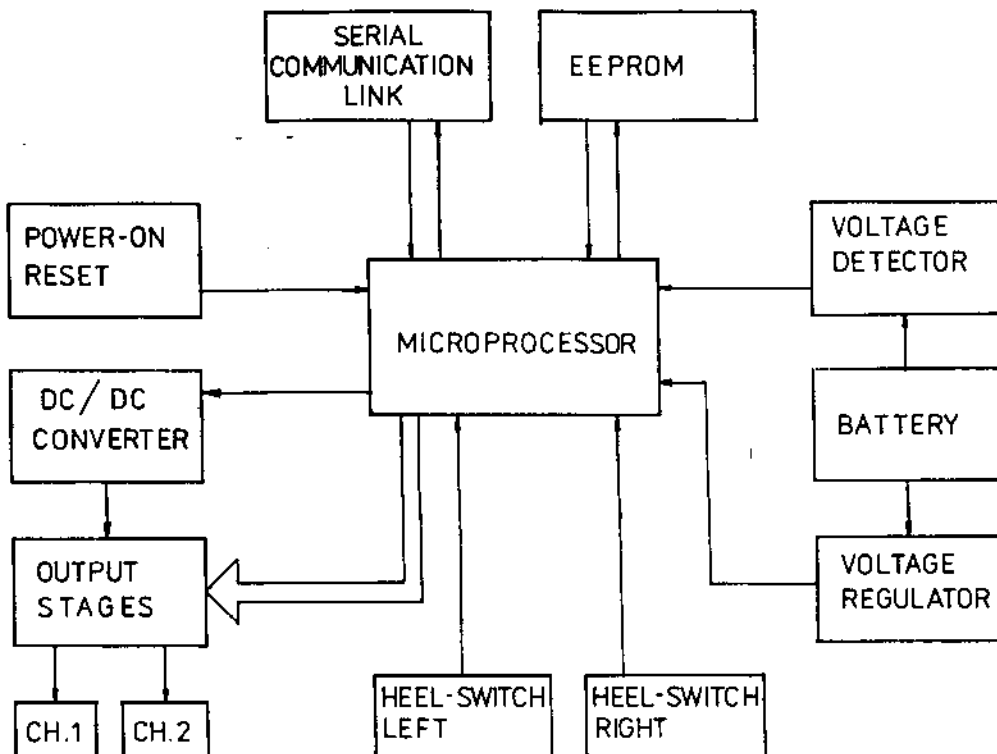 SERIAL
COMMUNICATION
LINK
EEPROM
POWER-ON
RESET
VOLTAGE
DETECTOR
MICROPROCESSOR
DC/DC
CONVERTER
BATTERY
OUTPUT
STAGES
VOLTAGE
REGULATOR
CH.1
CH.2
HEEL-SWITCH
LEFT
HEEL-SWITCH
RIGHT